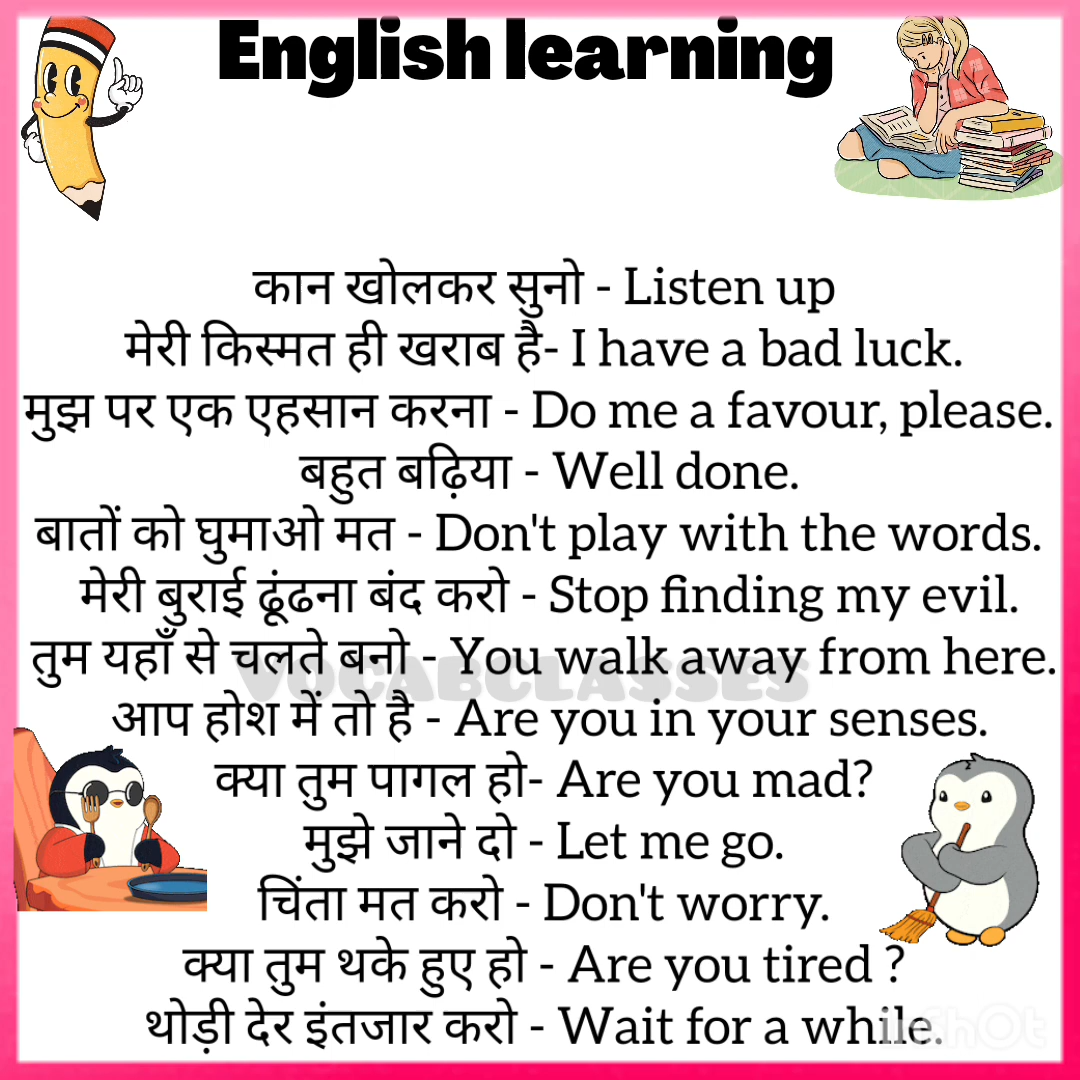 English learning
कान खोलकर सुनो - Listen up
मेरी किस्मत ही खराब है- I have a bad luck.
मुझ पर एक एहसान करना - Do me a favour, please.
बहुत बढ़िया - Well done.
बातों को घुमाओ मत - Don't play with the words.
मेरी बुराई ढूंढना बंद करो - Stop finding my evil.
तुम यहाँ से चलते बनो - You walk away from here.
VOCABCLASSES
आप होश में तो है - Are you in your senses.
क्या तुम पागल हो- Are you mad?
मुझे जाने दो - Let me go.
चिंता मत करो - Don't worry.
क्या तुम थके हुए हो - Are you tired ?
थोड़ी देर इंतजार करो - Wait for a while.
InShOt